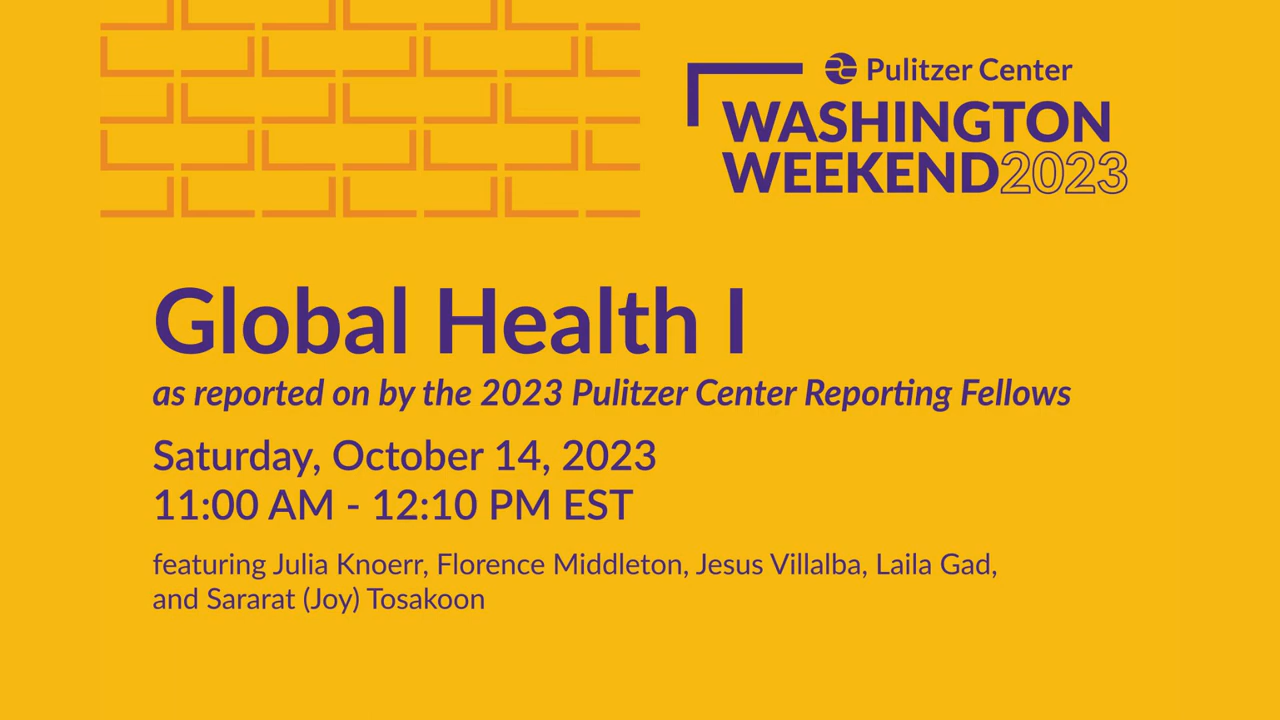 Pulitzer Center
WASHINGTON
WEEKEND2023
Global Health I
as reported on by the 2023 Pulitzer Center Reporting Fellows
Saturday, October 14, 2023
11:00 AM - 12:10 PM EST
featuring Julia Knoerr, Florence Middleton, Jesus Villalba, Laila Gad,
and Sararat (Joy) Tosakoon